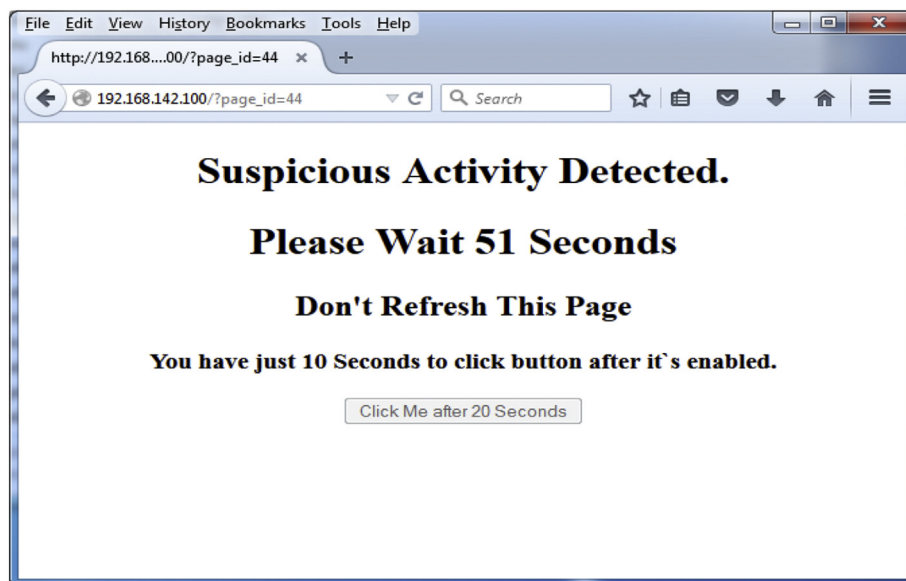 File Edit View History Bookmarks Tools Help
http://192.168....00/?page_id=44
192.168.142.100/?page_id=44 Search
Suspicious Activity Detected.
Please Wait 51 Seconds
Don't Refresh This Page
You have just 10 Seconds to click button after it`s enabled.
Click Me after 20 Seconds